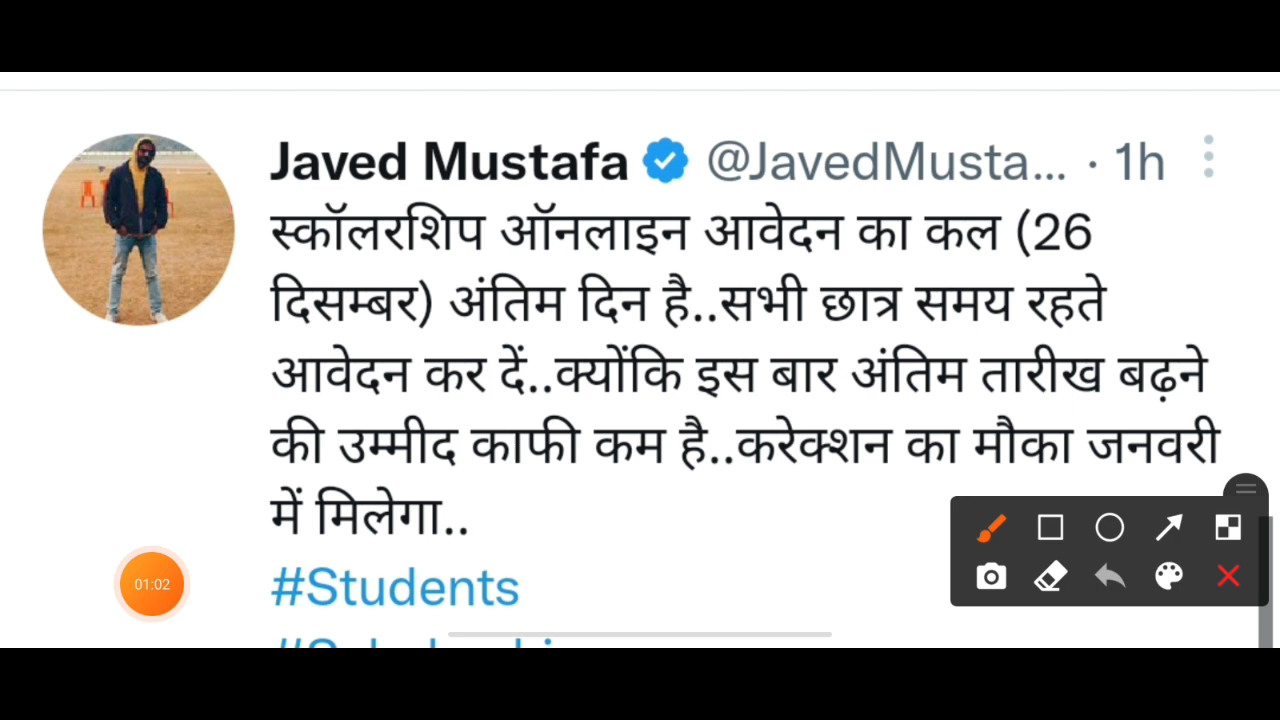 Javed Mustafa @JavedMusta... · 1h
स्कॉलरशिप ऑनलाइन आवेदन का कल (26
दिसम्बर) अंतिम दिन है..सभी छात्र समय रहते
आवेदन कर दें..क्योंकि इस बार अंतिम तारीख बढ़ने
की उम्मीद काफी कम है..करेक्शन का मौका जनवरी
में मिलेगा..
01:02
#Students